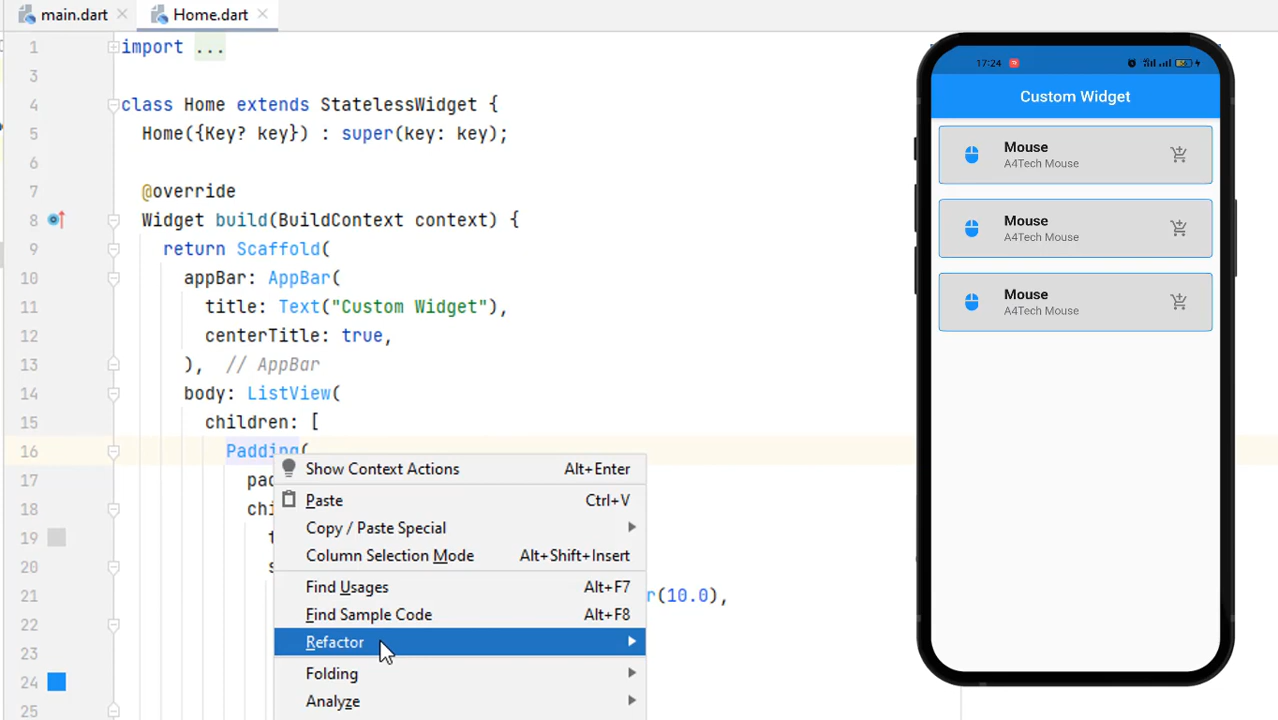 main.dart
Home.dart
1 import ...
3
4 class Home extends StatelessWidget {
5 Home({Key? key}) : super(key: key);
6
7 @override
8 Widget build(BuildContext context) {
9 return Scaffold(
10 appBar: AppBar(
11 title: Text("Custom Widget"),
12 centerTitle: true,
13 ), // AppBar
14 body: ListView(
15 children: [
16 Padding(
17
18
19
20
21 (10.0),
22
23
24
25
Show Context Actions Alt+Enter
Paste Ctrl+V
Copy / Paste Special
Column Selection Mode Alt+Shift+Insert
Find Usages Alt+F7
Find Sample Code Alt+F8
Refactor
Folding
Analyze
17:24
Custom Widget
Mouse
A4Tech Mouse
Mouse
A4Tech Mouse
Mouse
A4Tech Mouse